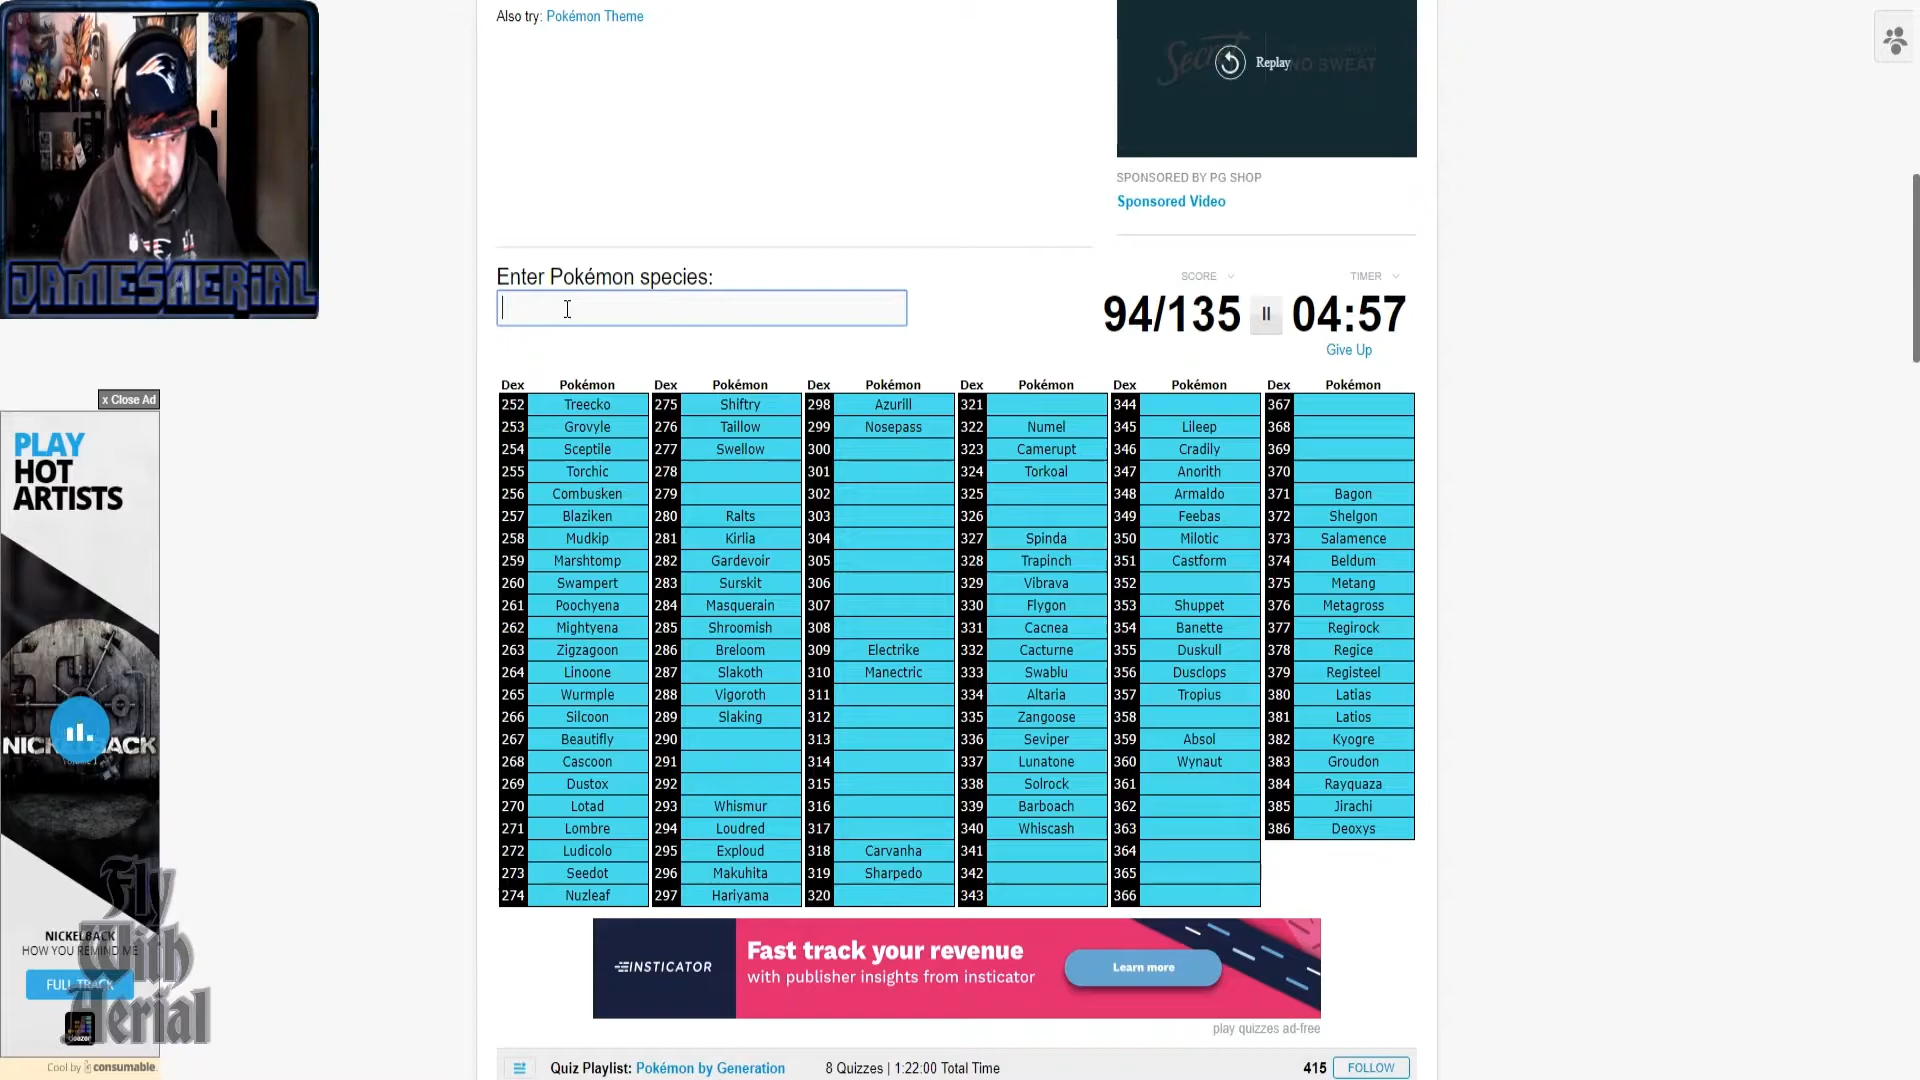 Also try: Pokémon Theme
Secret
NO SWEAT
Replay
SPONSORED BY PG SHOP
Sponsored Video
JAMESAERIAL
Enter Pokémon species:
SCORE
TIMER
94/135
04:57
Give Up
x Close Ad
PLAY
HOT
ARTISTS
NICKELBACK
NICKELBACK
HOW YOU REMIND ME
FULL TRACK
deezer
Cool by consumable.
Fly
With
Aerial
Dex Pokémon Dex Pokémon Dex Pokémon Dex Pokémon Dex Pokémon Dex Pokémon
252 Treecko 275 Shiftry 298 Azurill 321 344 367
253 Grovyle 276 Taillow 299 Nosepass 322 Numel 345 Lileep 368
254 Sceptile 277 Swellow 300 323 Camerupt 346 Cradily 369
255 Torchic 278 301 324 Torkoal 347 Anorith 370
256 Combusken 279 302 325 348 Armaldo 371 Bagon
257 Blaziken 280 Ralts 303 326 349 Feebas 372 Shelgon
258 Mudkip 281 Kirlia 304 327 Spinda 350 Milotic 373 Salamence
259 Marshtomp 282 Gardevoir 305 328 Trapinch 351 Castform 374 Beldum
260 Swampert 283 Surskit 306 329 Vibrava 352 375 Metang
261 Poochyena 284 Masquerain 307 330 Flygon 353 Shuppet 376 Metagross
262 Mightyena 285 Shroomish 308 331 Cacnea 354 Banette 377 Regirock
263 Zigzagoon 286 Breloom 309 Electrike 332 Cacturne 355 Duskull 378 Regice
264 Linoone 287 Slakoth 310 Manectric 333 Swablu 356 Dusclops 379 Registeel
265 Wurmple 288 Vigoroth 311 334 Altaria 357 Tropius 380 Latias
266 Silcoon 289 Slaking 312 335 Zangoose 358 381 Latios
267 Beautifly 290 313 336 Seviper 359 Absol 382 Kyogre
268 Cascoon 291 314 337 Lunatone 360 Wynaut 383 Groudon
269 Dustox 292 315 338 Solrock 361 384 Rayquaza
270 Lotad 293 Whismur 316 339 Barboach 362 385 Jirachi
271 Lombre 294 Loudred 317 340 Whiscash 363 386 Deoxys
272 Ludicolo 295 Exploud 318 Carvanha 341 364
273 Seedot 296 Makuhita 319 Sharpedo 342 365
274 Nuzleaf 297 Hariyama 320 343 366
INSTICATOR
Fast track your revenue
with publisher insights from insticator
Learn more
play quizzes ad-free
Quiz Playlist: Pokémon by Generation 8 Quizzes | 1:22:00 Total Time 415 FOLLOW